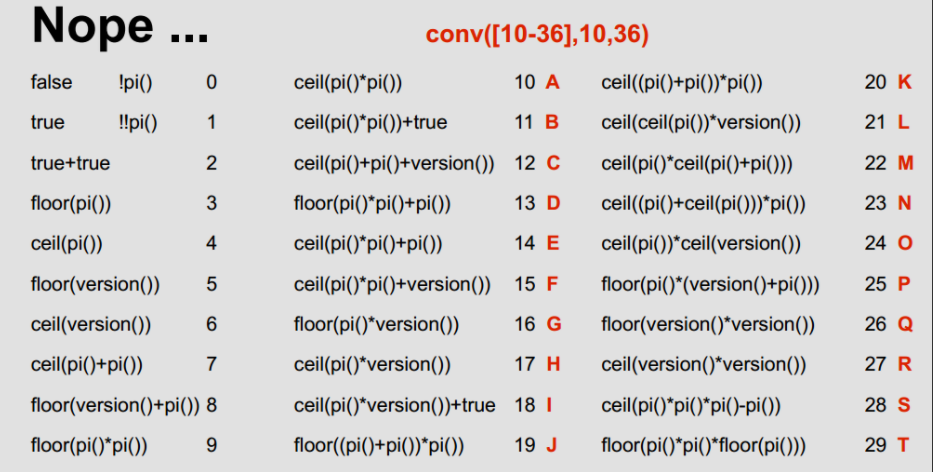 Nope ...
conv([10-36],10,36)
false !pi() 0 ceil(pi()*pi()) 10 A ceil((pi()+pi())*pi()) 20 K
true !!pi() 1 ceil(pi()*pi())+true 11 B ceil(ceil(pi())*version()) 21 L
true+true 2 ceil(pi()+pi()+version()) 12 C ceil(pi()*ceil(pi()+pi())) 22 M
floor(pi()) 3 floor(pi()*pi()+pi()) 13 D ceil((pi()+ceil(pi()))*pi()) 23 N
ceil(pi()) 4 ceil(pi()*pi()+pi()) 14 E ceil(pi())*ceil(version()) 24 O
floor(version()) 5 ceil(pi()*pi()+version()) 15 F floor(pi()*(version()+pi())) 25 P
ceil(version()) 6 floor(pi()*version()) 16 G floor(version()*version()) 26 Q
ceil(pi()+pi()) 7 ceil(pi()*version()) 17 H ceil(version()*version()) 27 R
floor(version()+pi()) 8 ceil(pi()*version())+true 18 I ceil(pi()*pi()*pi()-pi()) 28 S
floor(pi()*pi()) 9 floor((pi()+pi())*pi()) 19 J floor(pi()*pi()*floor(pi())) 29 T